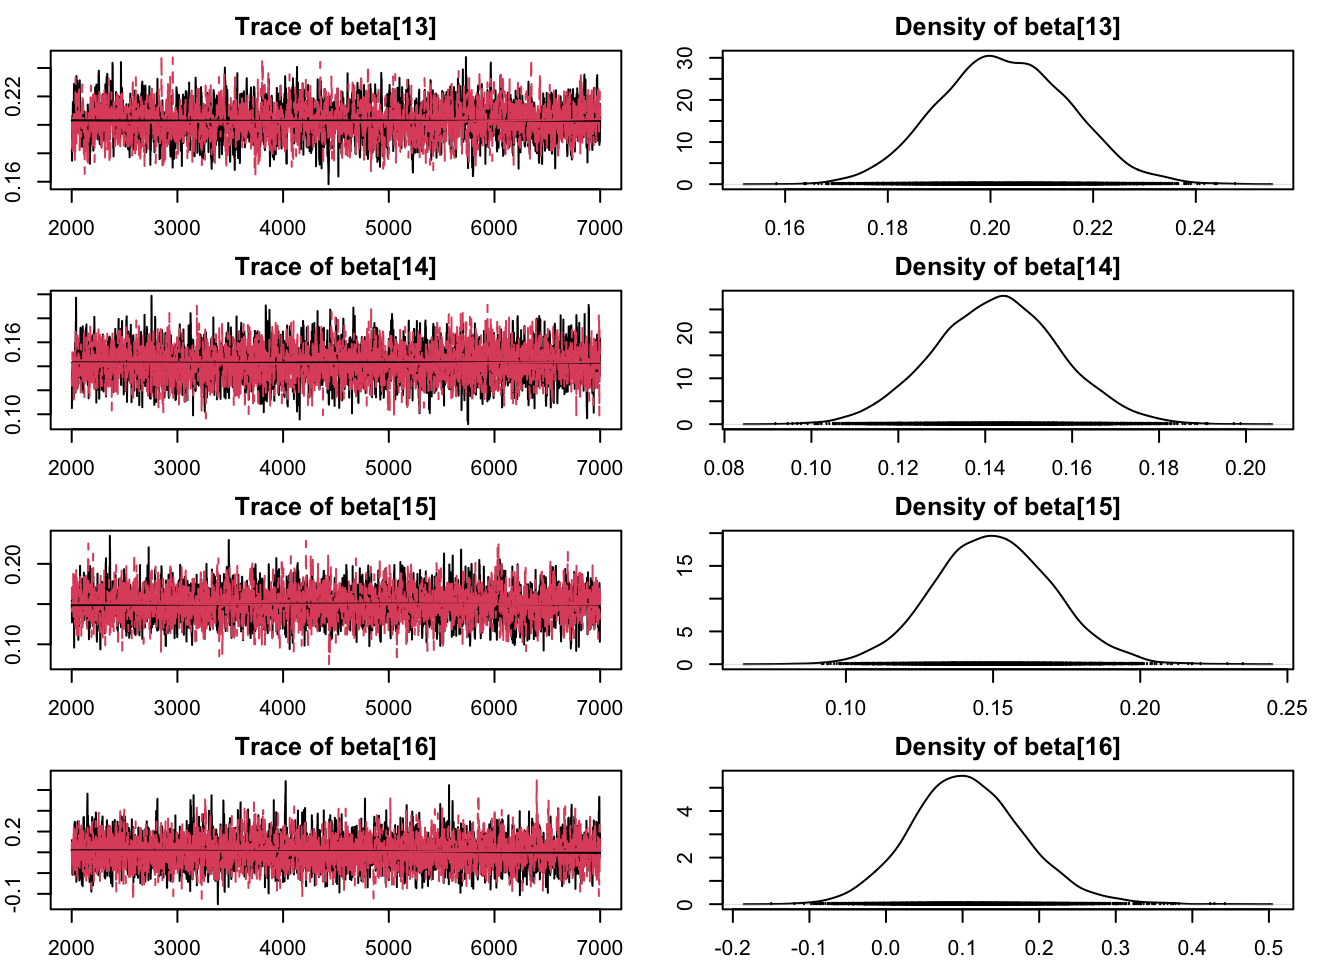 Trace of beta[13]
0.16 0.22
2000 3000 4000 5000 6000 7000
Density of beta[13]
0 10 20 30
0.16 0.18 0.20 0.22 0.24
Trace of beta[14]
0.10 0.16
2000 3000 4000 5000 6000 7000
Density of beta[14]
0 10 20
0.08 0.10 0.12 0.14 0.16 0.18 0.20
Trace of beta[15]
0.10 0.20
2000 3000 4000 5000 6000 7000
Density of beta[15]
0 5 15
0.10 0.15 0.20 0.25
Trace of beta[16]
-0.1 0.2
2000 3000 4000 5000 6000 7000
Density of beta[16]
0 2 4
-0.2 -0.1 0.0 0.1 0.2 0.3 0.4 0.5